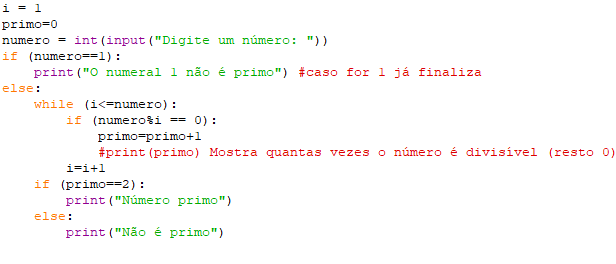 i = 1
primo=0
numero = int(input("Digite um número: "))
if (numero==1):
    print("O numeral 1 não é primo") #caso for 1 já finaliza
else:
    while (i<=numero):
        if (numero%i == 0):
            primo=primo+1
            #print(primo) Mostra quantas vezes o número é divisível (resto 0)
        i=i+1
    if (primo==2):
        print("Número primo")
    else:
        print("Não é primo")